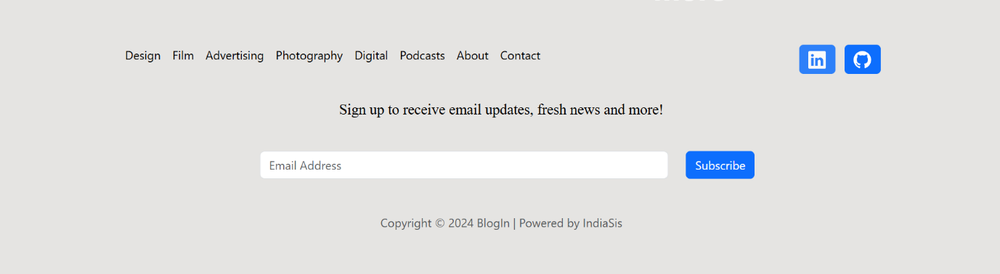 Design Film Advertising Photography Digital Podcasts About Contact
in
Sign up to receive email updates, fresh news and more!
Email Address Subscribe
Copyright © 2024 BlogIn | Powered by IndiaSis